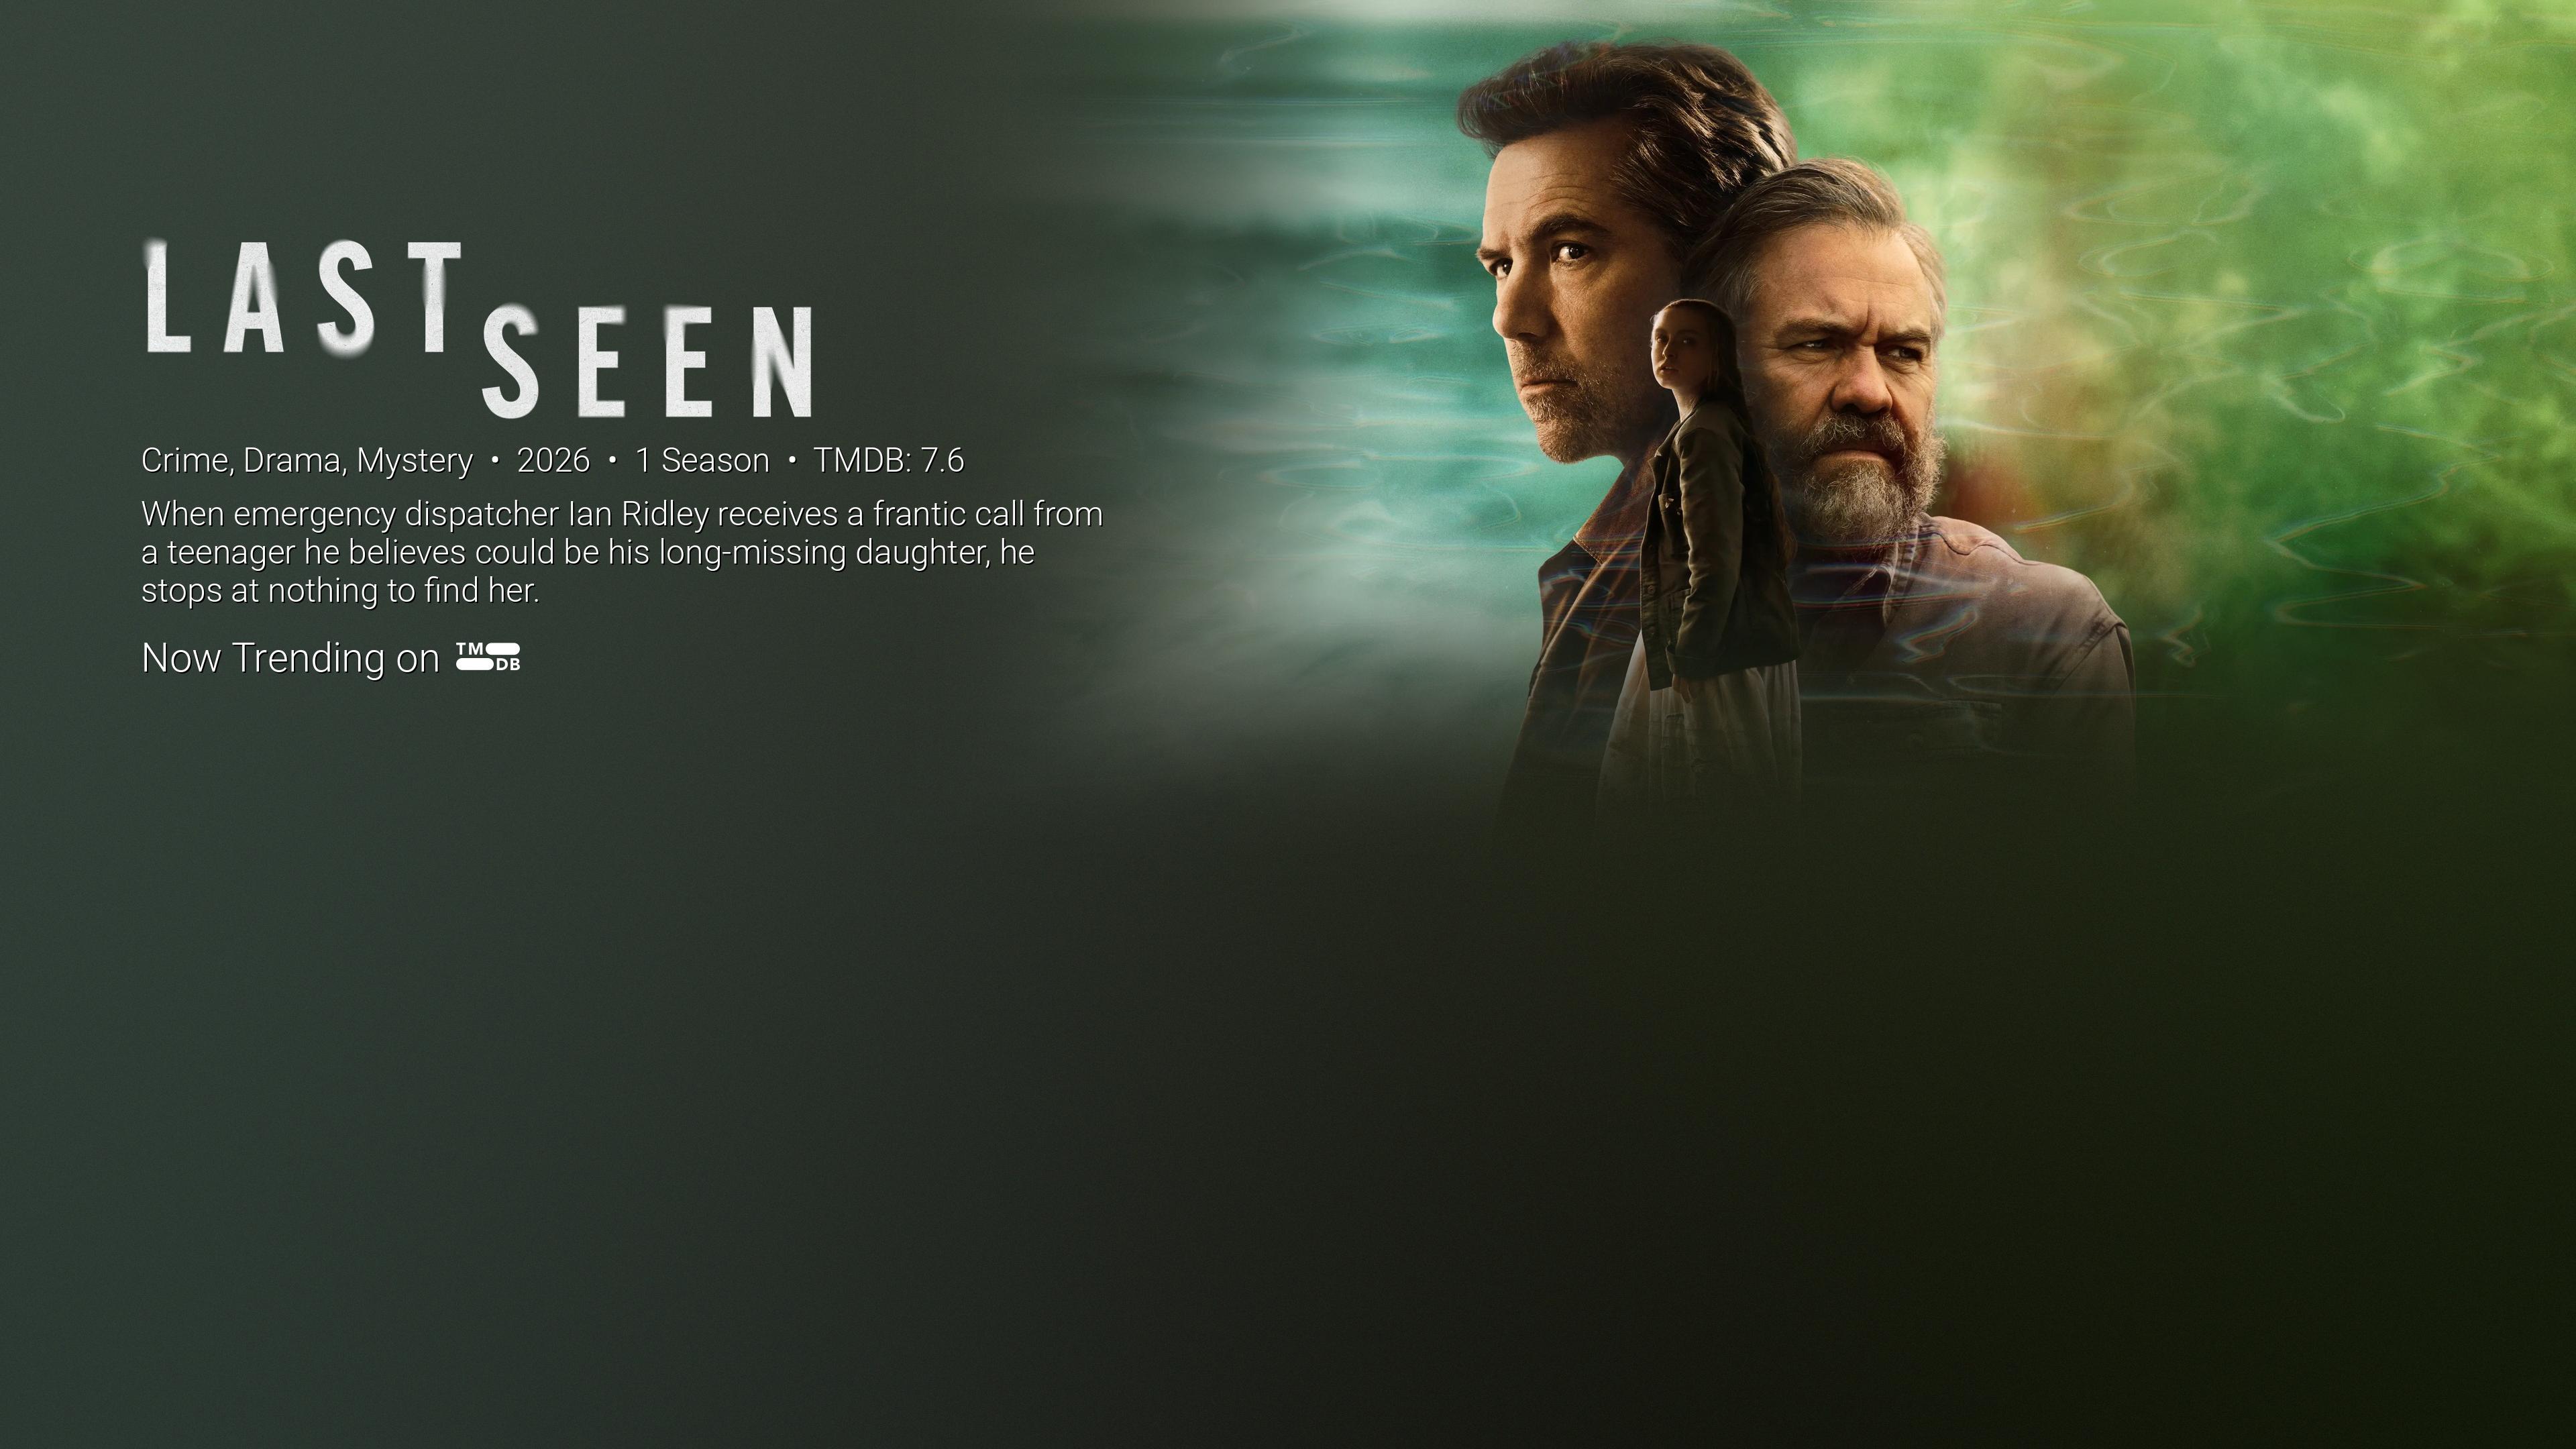 LAST
SEEN
Crime, Drama, Mystery • 2026 • 1 Season • TMDB: 7.6
When emergency dispatcher Ian Ridley receives a frantic call from
a teenager he believes could be his long-missing daughter, he
stops at nothing to find her.
Now Trending on TMDB